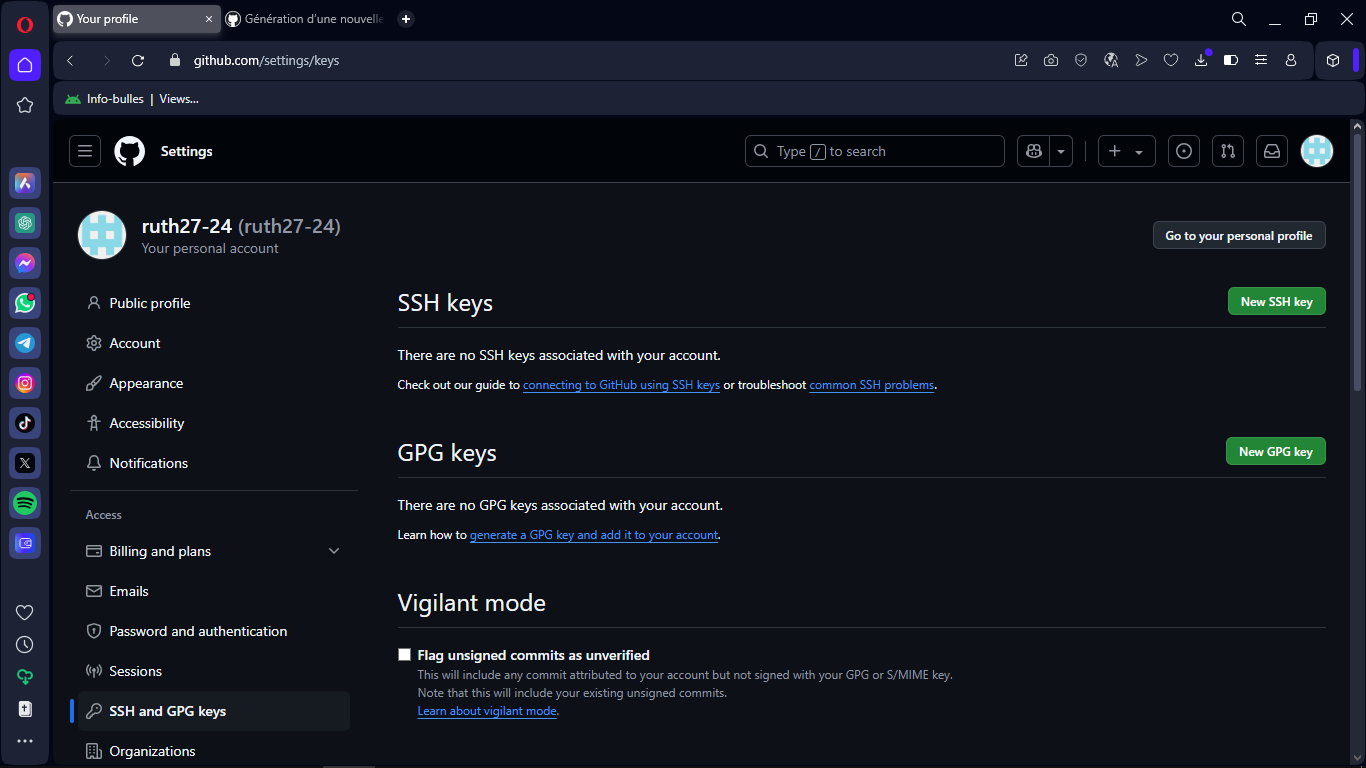 Your profile
Génération d'une nouvelle
github.com/settings/keys
Info-bulles | Views...
Settings
Type / to search
ruth27-24 (ruth27-24)
Your personal account
Go to your personal profile
Public profile
Account
Appearance
Accessibility
Notifications
Access
Billing and plans
Emails
Password and authentication
Sessions
SSH and GPG keys
Organizations
SSH keys
New SSH key
There are no SSH keys associated with your account.
Check out our guide to connecting to GitHub using SSH keys or troubleshoot common SSH problems.
GPG keys
New GPG key
There are no GPG keys associated with your account.
Learn how to generate a GPG key and add it to your account.
Vigilant mode
Flag unsigned commits as unverified
This will include any commit attributed to your account but not signed with your GPG or S/MIME key.
Note that this will include your existing unsigned commits.
Learn about vigilant mode.